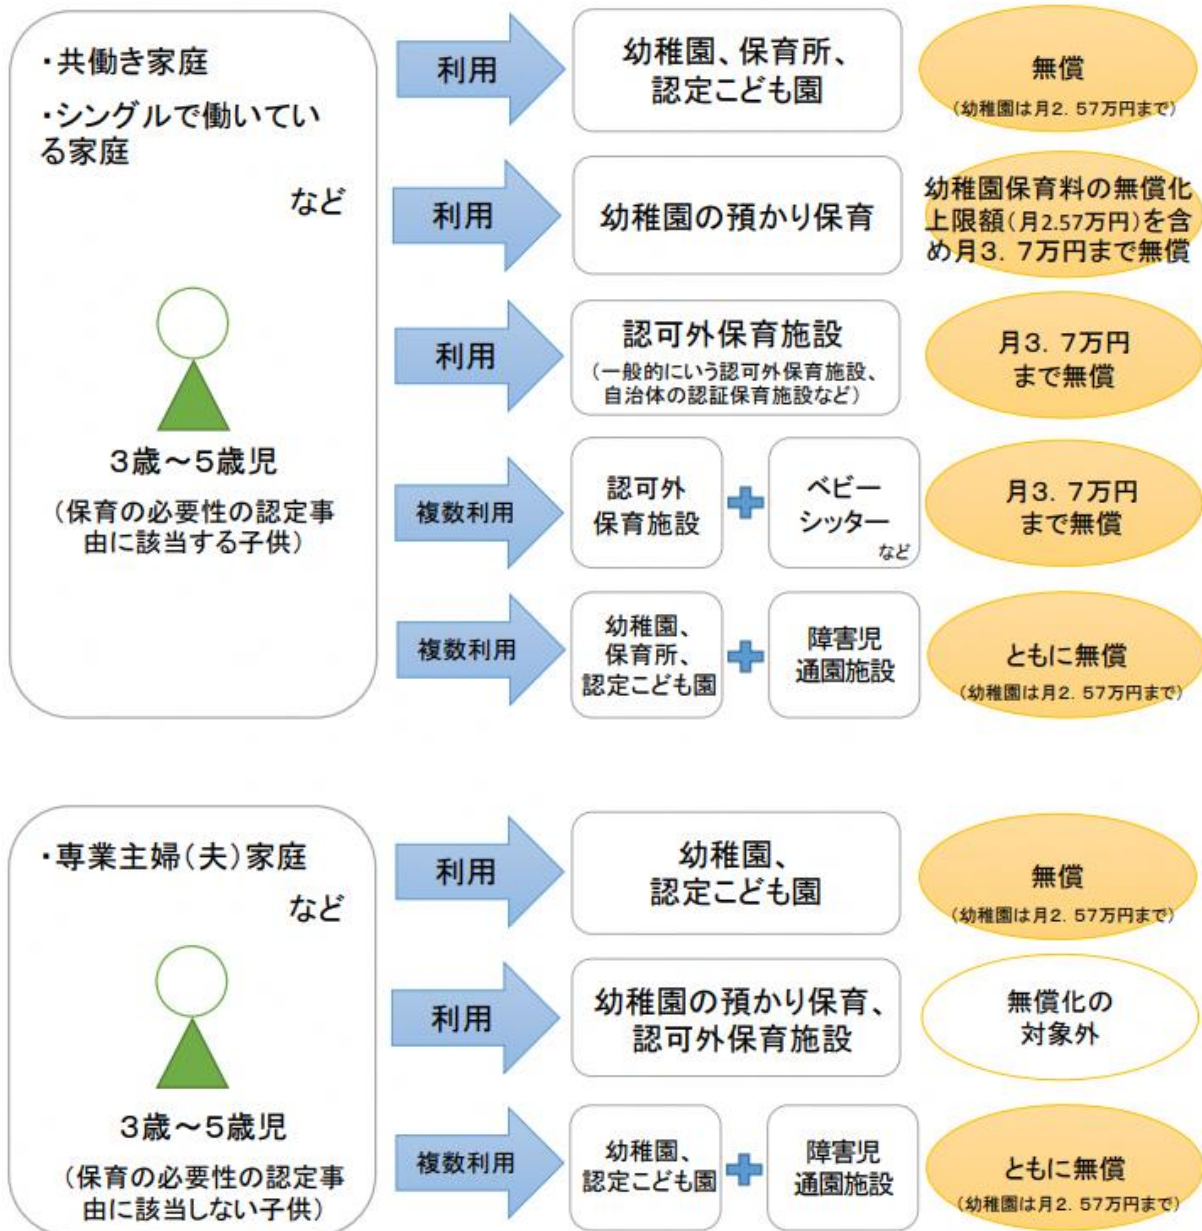 ・共働き家庭
・シングルで働いてい
る家庭
など
3歳～5歳児
(保育の必要性の認定事
由に該当する子供)
利用
幼稚園、保育所、
認定こども園
無償
(幼稚園は月2. 57万円まで)
利用
幼稚園の預かり保育
幼稚園保育料の無償化
上限額(月2.57万円)を含
め月3. 7万円まで無償
利用
認可外保育施設
(一般的にいう認可外保育施設、
自治体の認証保育施設など)
月3. 7万円
まで無償
複数利用
認可外
保育施設
ベビー
シッター
など
月3. 7万円
まで無償
複数利用
幼稚園、
保育所、
認定こども園
障害児
通園施設
ともに無償
(幼稚園は月2. 57万円まで)
・専業主婦(夫)家庭
など
3歳～5歳児
(保育の必要性の認定事
由に該当しない子供)
利用
幼稚園、
認定こども園
無償
(幼稚園は月2. 57万円まで)
利用
幼稚園の預かり保育、
認可外保育施設
無償化の
対象外
複数利用
幼稚園、
認定こども園
障害児
通園施設
ともに無償
(幼稚園は月2. 57万円まで)